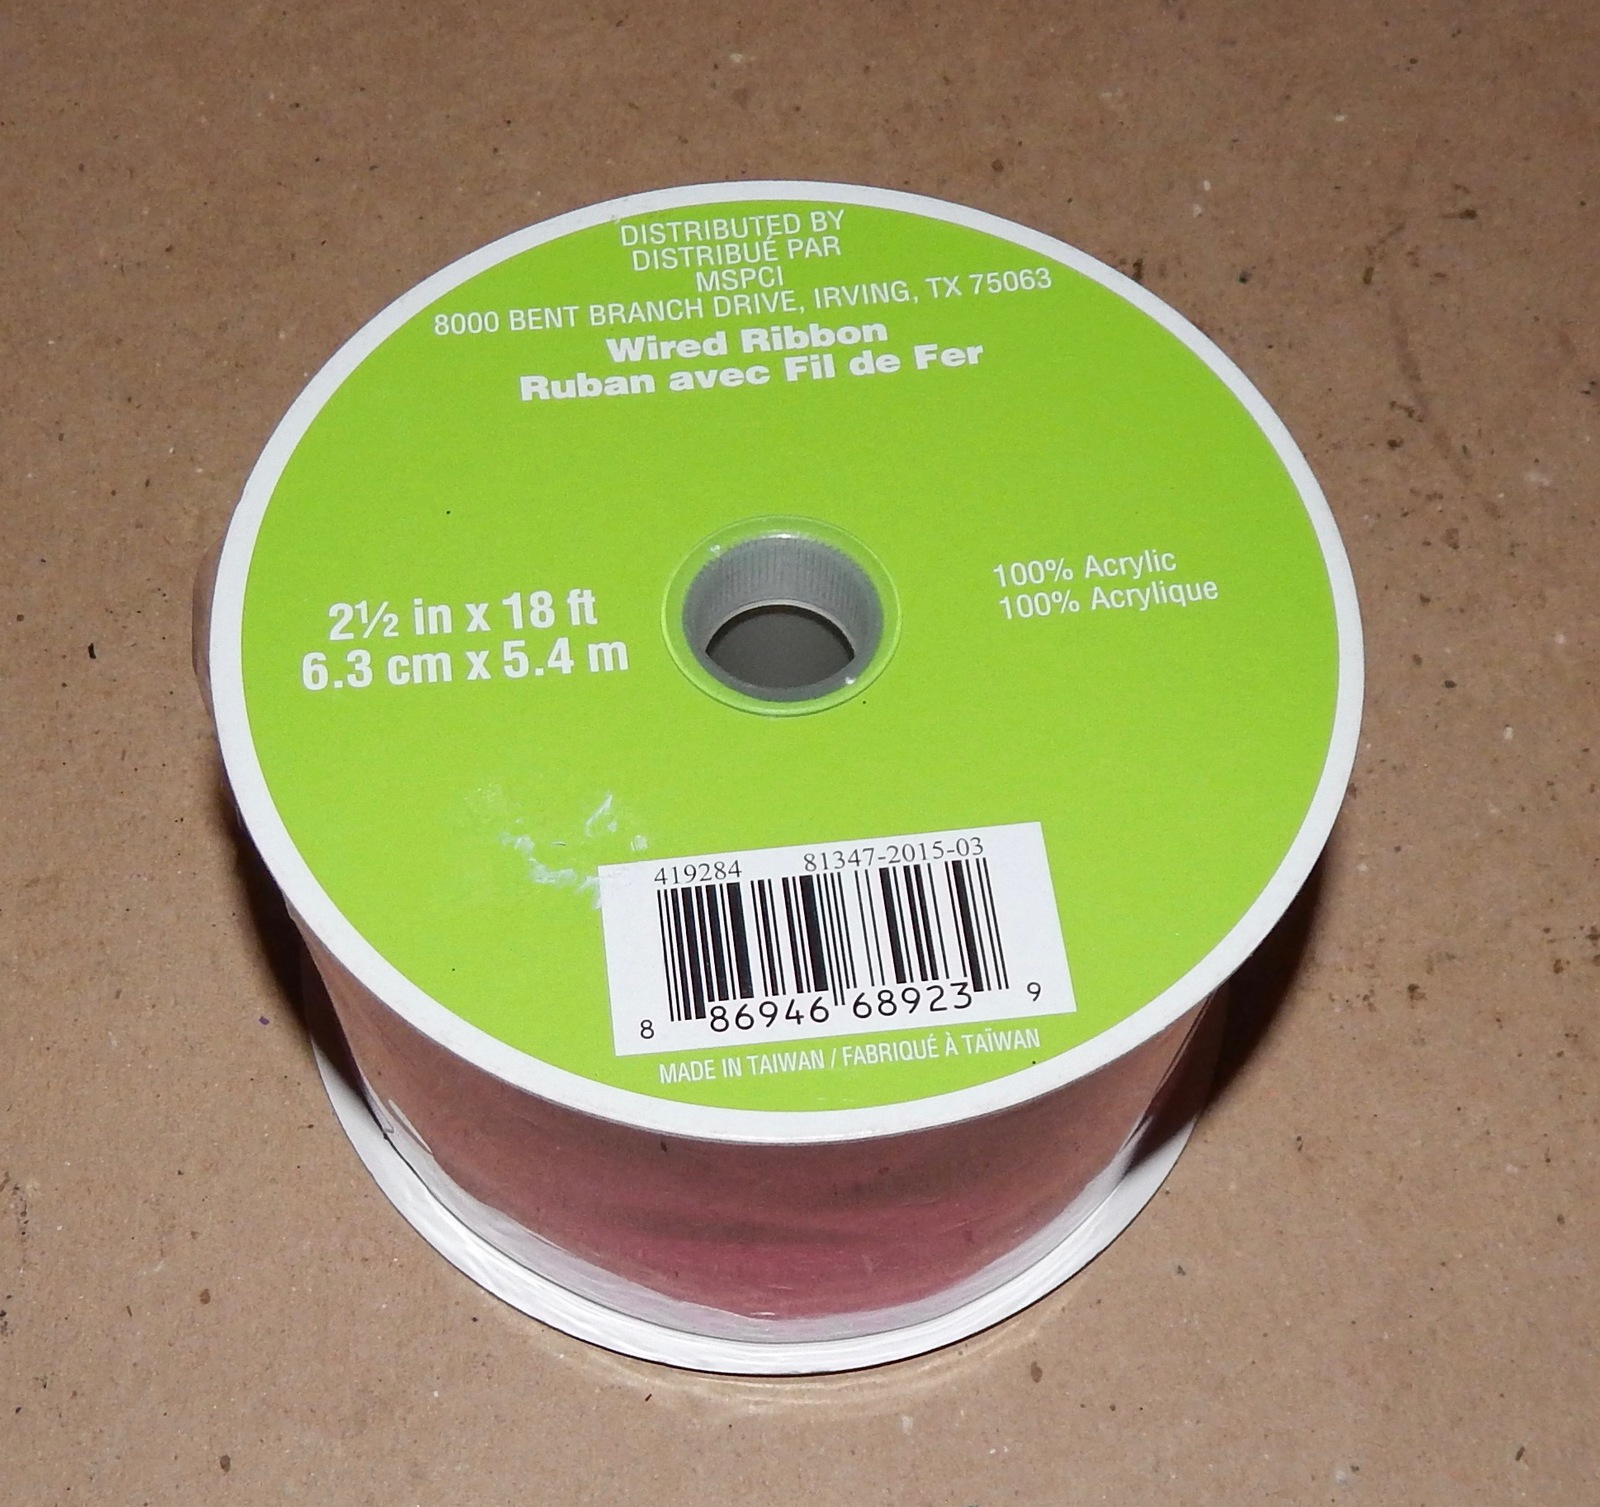 DISTRIBUTED BY
DISTRIBUÉ PAR
MSPCI
8000 BENT BRANCH DRIVE, IRVING, TX 75063
Wired Ribbon
Ruban avec Fil de Fer
2½ in x 18 ft
6.3 cm x 5.4 m
100% Acrylic
100% Acrylique
419284 81347-2015-03
8 86946 68923 9
MADE IN TAIWAN / FABRIQUÉ À TAÏWAN